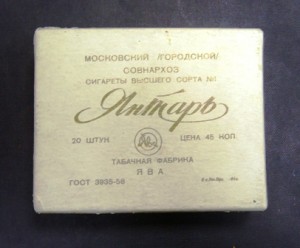 МОСКОВСКИЙ /ГОРОДСКОЙ/
СОВНАРХОЗ
СИГАРЕТЫ ВЫСШЕГО СОРТА №1
Янтарь
20 ШТУК ЦЕНА 45 КОП.
ТАБАЧНАЯ ФАБРИКА
ЯВА
ГОСТ 3935-59